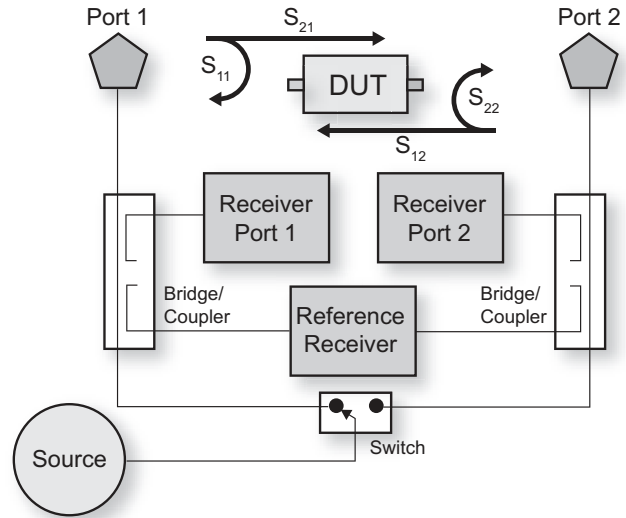 Port 1
Port 2
S21
S11
DUT
S22
S12
Receiver
Port 1
Receiver
Port 2
Bridge/
Coupler
Reference
Receiver
Bridge/
Coupler
Switch
Source